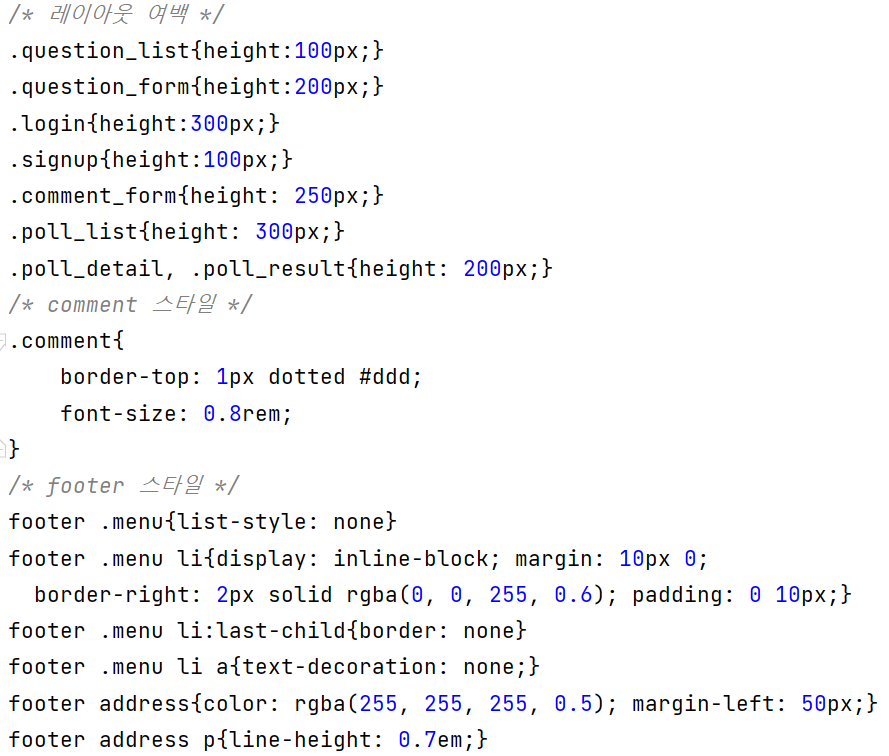 /* 레이아웃 여백 */
.question_list{height:100px;}
.question_form{height:200px;}
.login{height:300px;}
.signup{height:100px;}
.comment_form{height: 250px;}
.poll_list{height: 300px;}
.poll_detail, .poll_result{height: 200px;}
/* comment 스타일 */
.comment{
    border-top: 1px dotted #ddd;
    font-size: 0.8rem;
}
/* footer 스타일 */
footer .menu{list-style: none}
footer .menu li{display: inline-block; margin: 10px 0;
  border-right: 2px solid rgba(0, 0, 255, 0.6); padding: 0 10px;}
footer .menu li:last-child{border: none}
footer .menu li a{text-decoration: none;}
footer address{color: rgba(255, 255, 255, 0.5); margin-left: 50px;}
footer address p{line-height: 0.7em;}